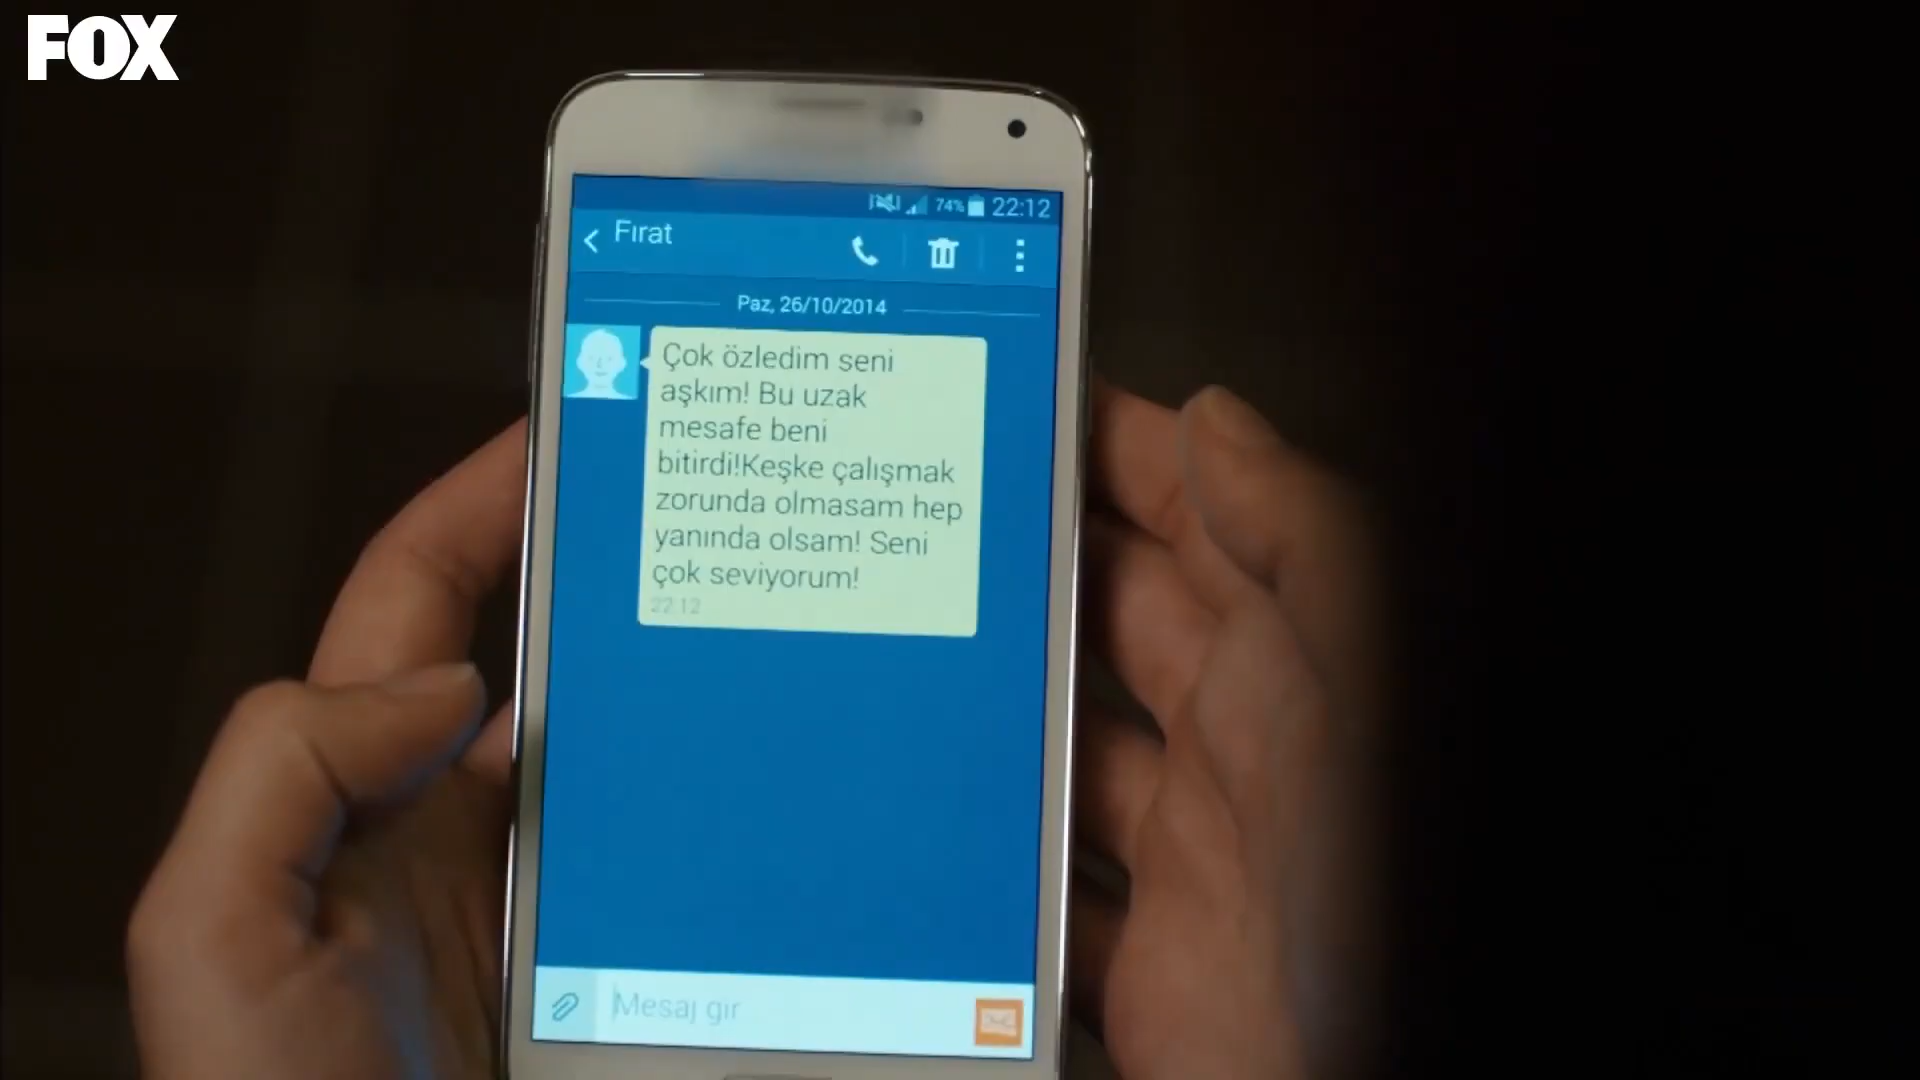 FOX
74% 22:12
Fırat
Paz, 26/10/2014
Çok özledim seni
aşkım! Bu uzak
mesafe beni
bitirdi!Keşke çalışmak
zorunda olmasam hep
yanında olsam! Seni
çok seviyorum!
22:12
Mesaj gir